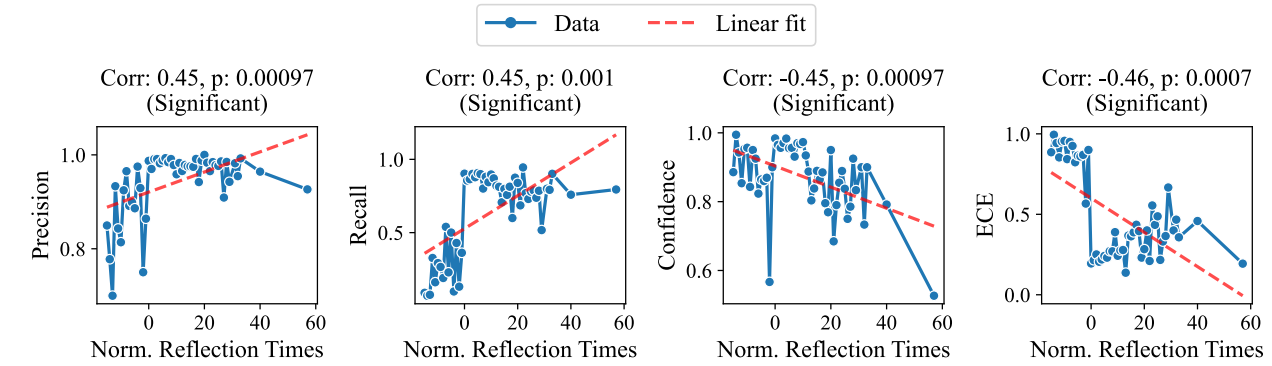 Data Linear fit
Corr: 0.45, p: 0.00097
(Significant)
Precision
1.0
0.8
0 20 40 60
Norm. Reflection Times
Corr: 0.45, p: 0.001
(Significant)
Recall
1.0
0.5
0 20 40 60
Norm. Reflection Times
Corr: -0.45, p: 0.00097
(Significant)
Confidence
1.0
0.8
0.6
0 20 40 60
Norm. Reflection Times
Corr: -0.46, p: 0.0007
(Significant)
ECE
1.0
0.5
0.0
0 20 40 60
Norm. Reflection Times